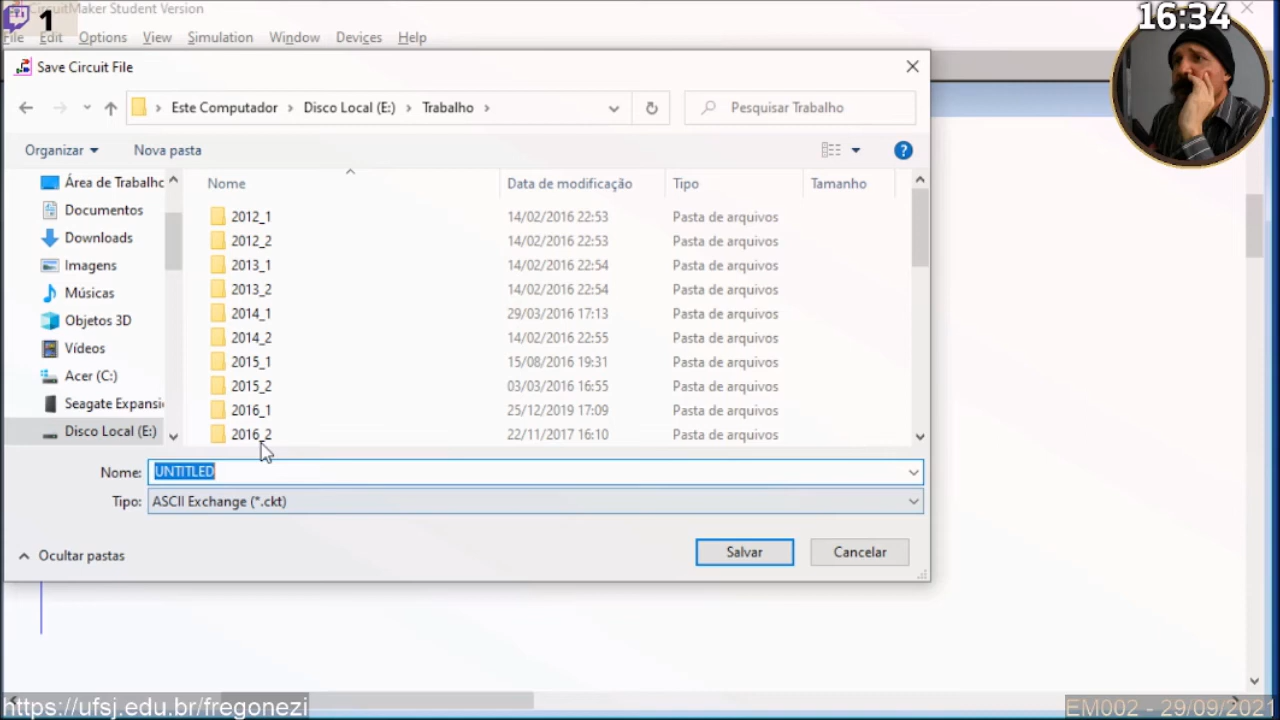 CircuitMaker Student Version
1
16:34
File Edit Options View Simulation Window Devices Help
Save Circuit File
Este Computador > Disco Local (E:) > Trabalho >
Pesquisar Trabalho
Organizar
Nova pasta
Área de Trabalho
Documentos
Downloads
Imagens
Músicas
Objetos 3D
Vídeos
Acer (C:)
Seagate Expansi
Disco Local (E:)
Nome Data de modificação Tipo Tamanho
2012_1 14/02/2016 22:53 Pasta de arquivos
2012_2 14/02/2016 22:53 Pasta de arquivos
2013_1 14/02/2016 22:54 Pasta de arquivos
2013_2 14/02/2016 22:54 Pasta de arquivos
2014_1 29/03/2016 17:13 Pasta de arquivos
2014_2 14/02/2016 22:55 Pasta de arquivos
2015_1 15/08/2016 19:31 Pasta de arquivos
2015_2 03/03/2016 16:55 Pasta de arquivos
2016_1 25/12/2019 17:09 Pasta de arquivos
2016_2 22/11/2017 16:10 Pasta de arquivos
Nome: UNTITLED
Tipo: ASCII Exchange (*.ckt)
Ocultar pastas
Salvar
Cancelar
https://ufsj.edu.br/fregonezi
EM002 - 29/09/2021